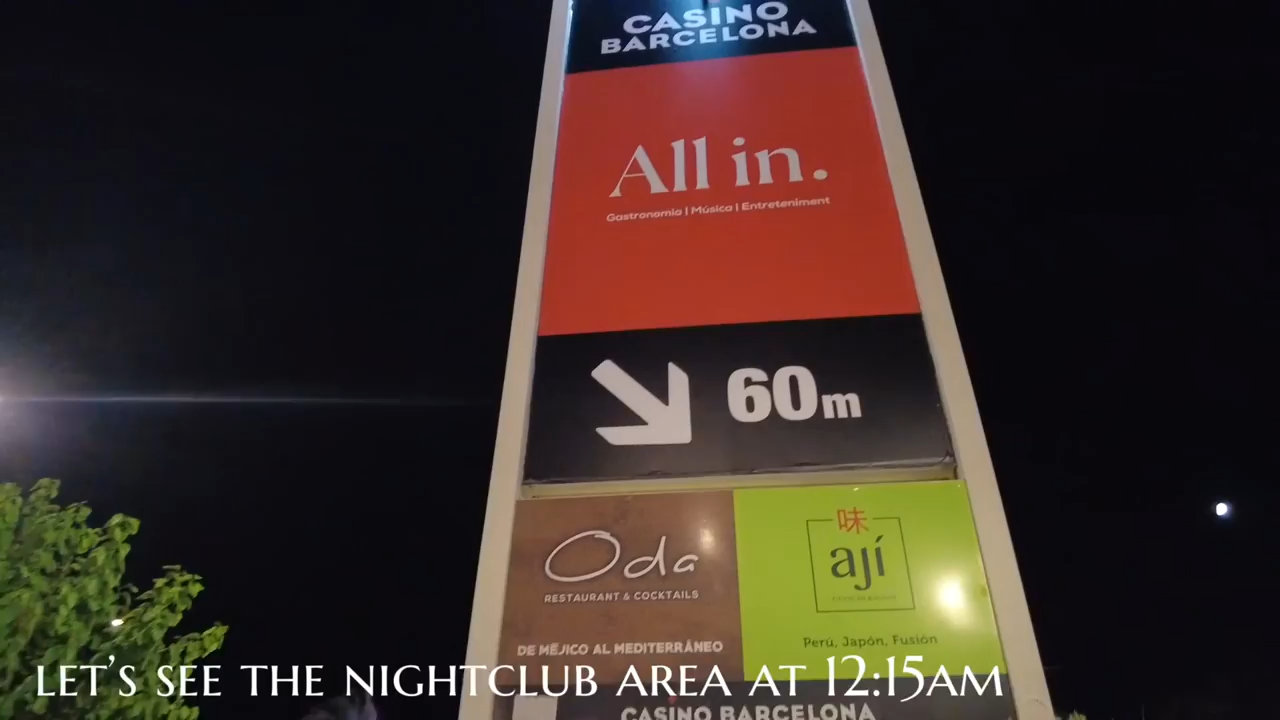 CASINO
BARCELONA
All in.
Gastronomia | Música | Entreteniment
60m
Oda
RESTAURANT & COCKTAILS
DE MÉJICO AL MEDITERRÁNEO
味
ají
Perú, Japón, Fusión
LET'S SEE THE NIGHTCLUB AREA AT 12:15AM
CASINO BARCELONA